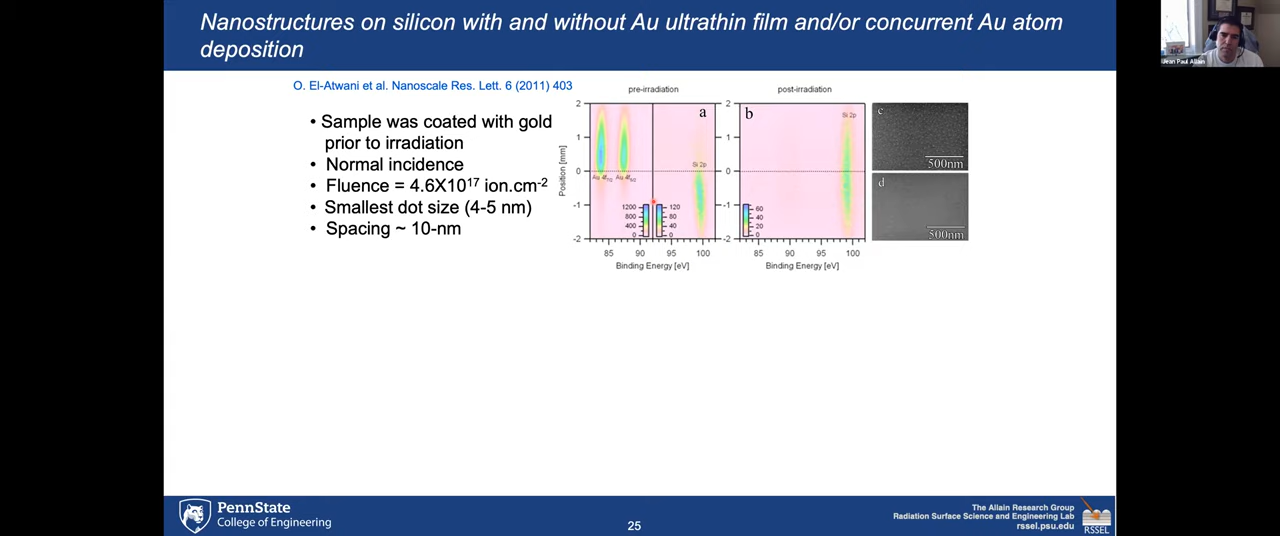 Nanostructures on silicon with and without Au ultrathin film and/or concurrent Au atom
deposition
Jean Paul Allain
O. El-Atwani et al. Nanoscale Res. Lett. 6 (2011) 403
• Sample was coated with gold
prior to irradiation
• Normal incidence
• Fluence = 4.6X10¹⁷ ion.cm⁻²
• Smallest dot size (4-5 nm)
• Spacing ~ 10-nm
pre-irradiation
a
Position [mm]
2
1
0
-1
-2
Au 4f7/2 Au 4f5/2
Si 2p
1200
800
400
0
120
80
40
0
85 90 95 100
Binding Energy [eV]
post-irradiation
b
2
1
0
-1
-2
Si 2p
60
40
20
0
85 90 95 100
Binding Energy [eV]
c
500nm
d
500nm
PennState
College of Engineering
25
The Allain Research Group
Radiation Surface Science and Engineering Lab
rssel.psu.edu
RSSEL